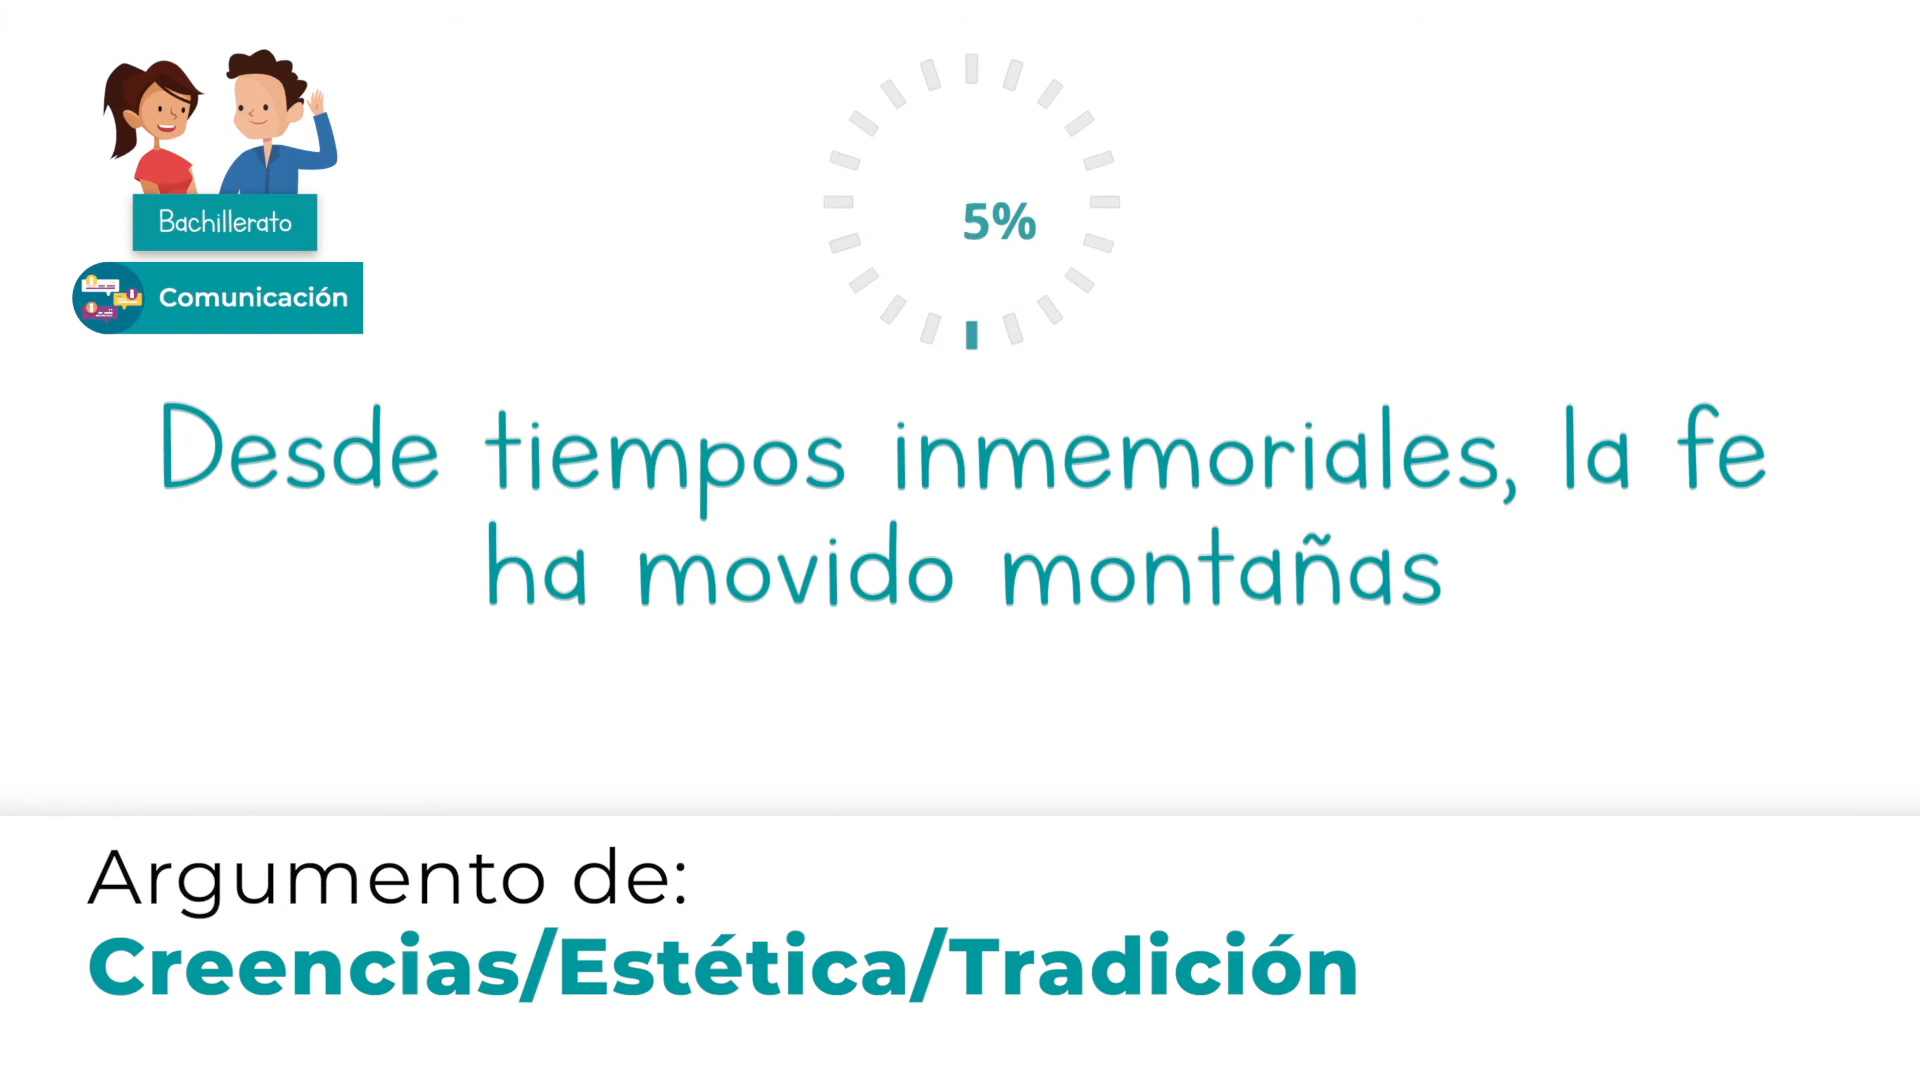 Bachillerato
Comunicación
5%
Desde tiempos inmemoriales, la fe
ha movido montañas
Argumento de:
Creencias/Estética/Tradición